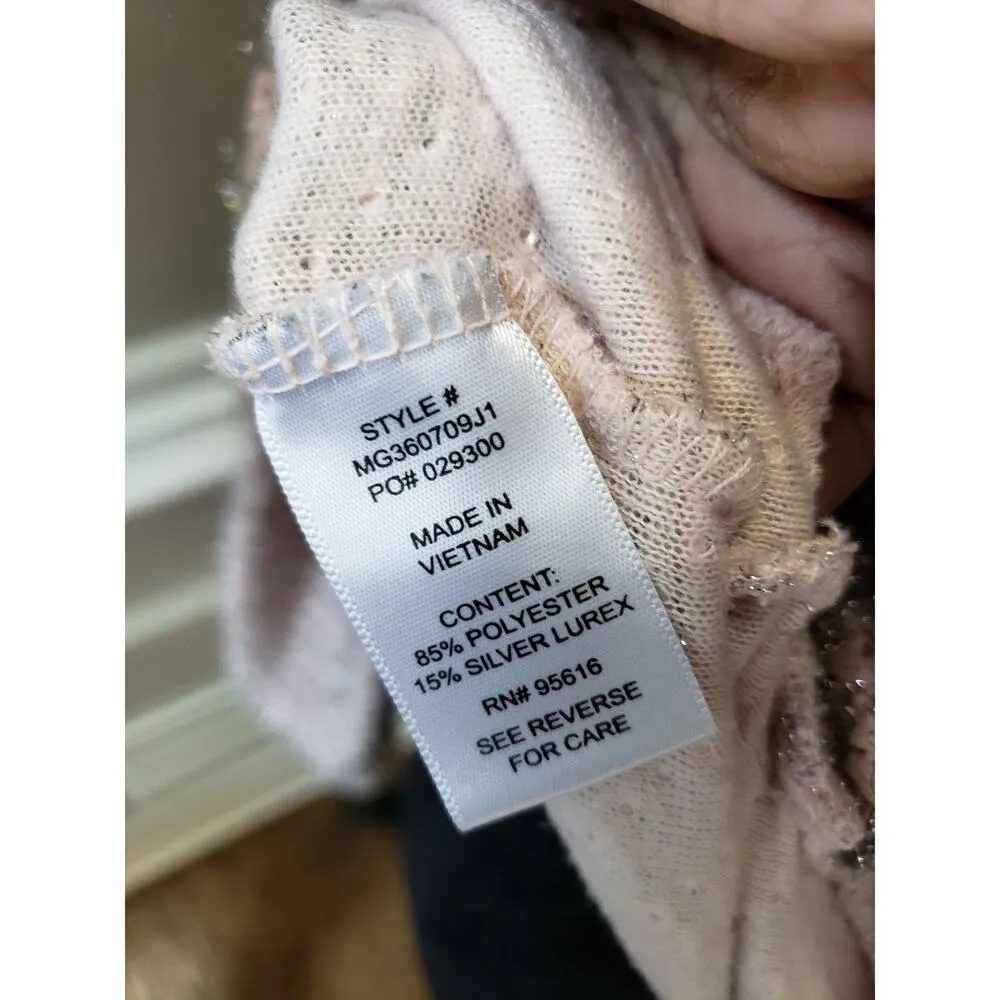 STYLE #
MG360709J1
PO# 029300
MADE IN
VIETNAM
CONTENT:
85% POLYESTER
15% SILVER LUREX
RN# 95616
SEE REVERSE
FOR CARE